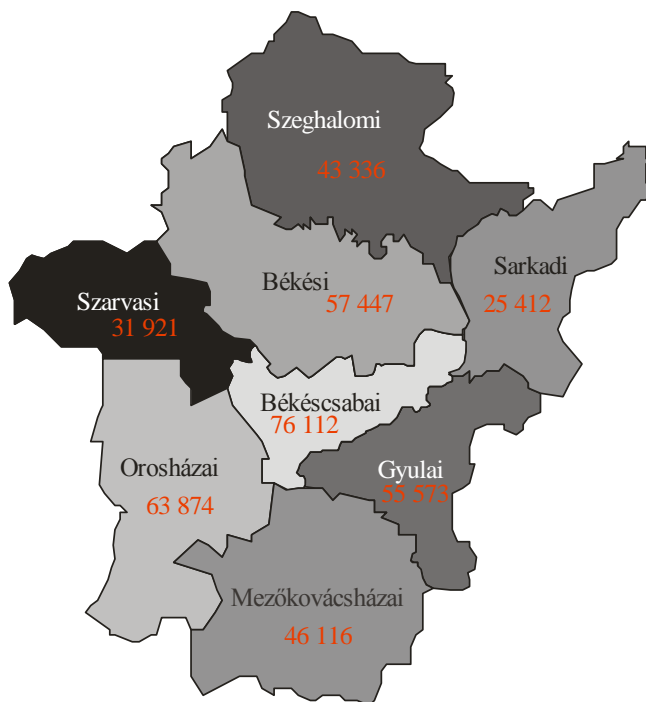 Szeghalomi
43 336
Sarkadi
25 412
Békési
57 447
Szarvasi
31 921
Békéscsabai
76 112
Orosházai
63 874
Gyulai
55 573
Mezőkovácsházai
46 116